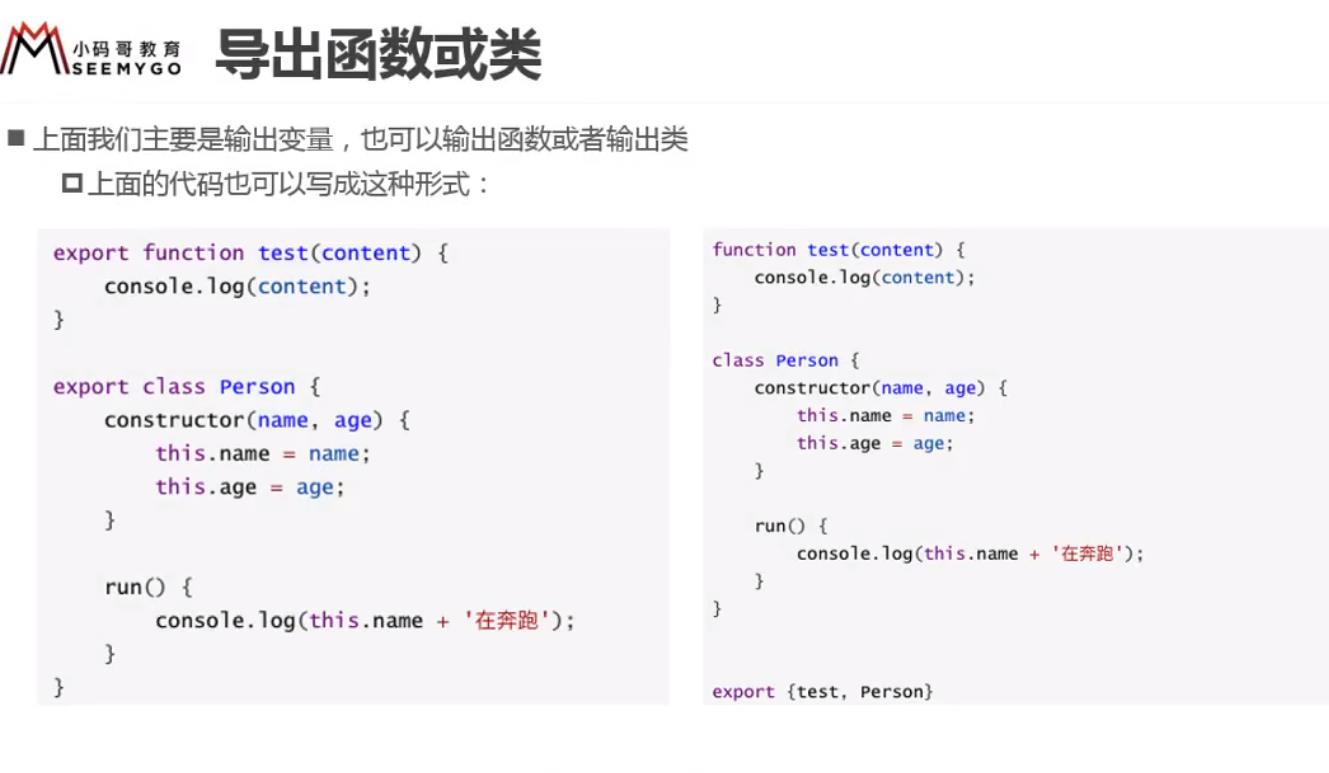 小码哥教育
SEEMYGO
导出函数或类
上面我们主要是输出变量，也可以输出函数或者输出类
上面的代码也可以写成这种形式：
export function test(content) {
    console.log(content);
}

export class Person {
    constructor(name, age) {
        this.name = name;
        this.age = age;
    }

    run() {
        console.log(this.name + '在奔跑');
    }
}
function test(content) {
    console.log(content);
}

class Person {
    constructor(name, age) {
        this.name = name;
        this.age = age;
    }

    run() {
        console.log(this.name + '在奔跑');
    }
}

export {test, Person}